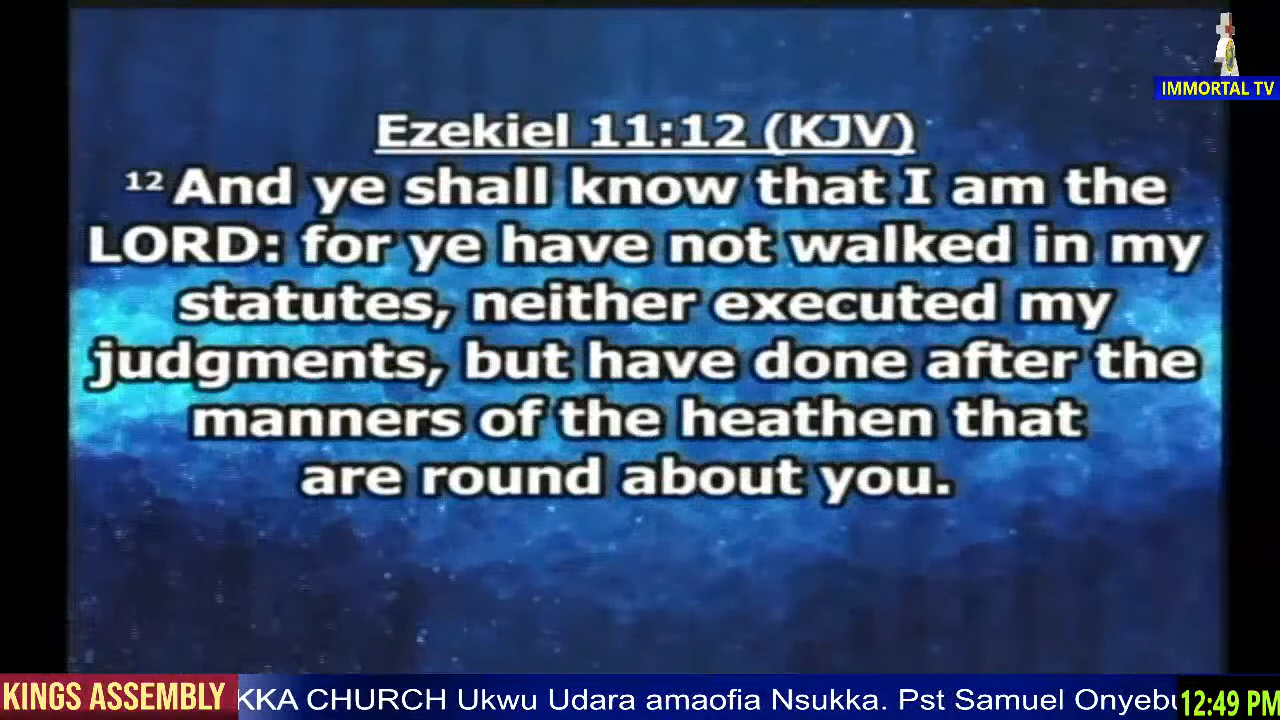 IMMORTAL TV
Ezekiel 11:12 (KJV)
12 And ye shall know that I am the
LORD: for ye have not walked in my
statutes, neither executed my
judgments, but have done after the
manners of the heathen that
are round about you.
KINGS ASSEMBLY
KKA CHURCH Ukwu Udara amaofia Nsukka. Pst Samuel
12:49 PM